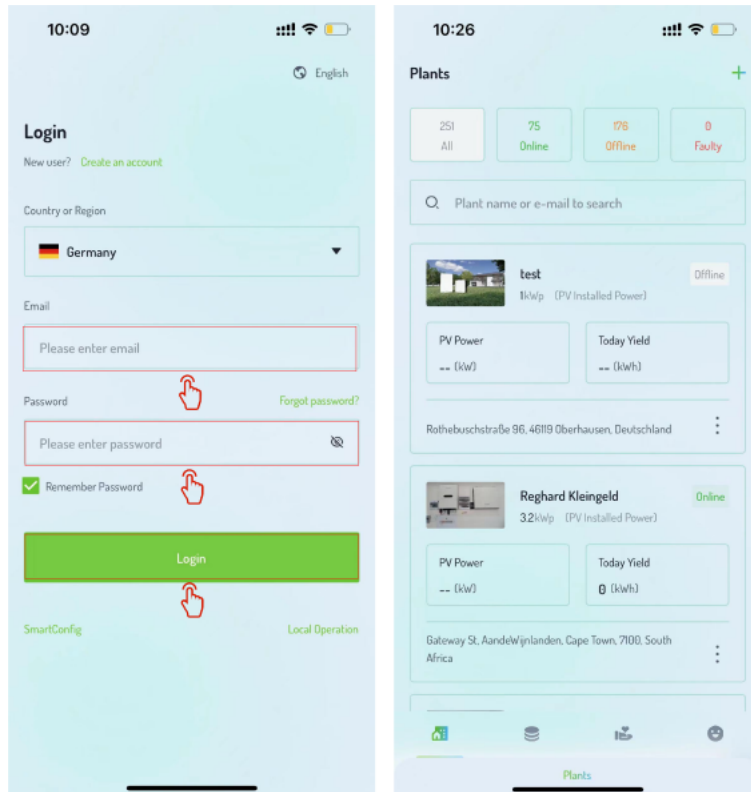 10:09
English
Login
New user? Create an account
Country or Region
Germany
Email
Please enter email
Password Forgot password?
Please enter password
Remember Password
Login
SmartConfig Local Operation
10:26
Plants
251 75 176 0
All Online Offline Faulty
Plant name or e-mail to search
test Offline
1kWp (PV Installed Power)
PV Power Today Yield
-- (kW) -- (kWh)
Rothebuschstraße 96, 46119 Oberhausen, Deutschland
Reghard Kleingeld Online
3.2kWp (PV Installed Power)
PV Power Today Yield
-- (kW) 0 (kWh)
Gateway St, AandeWijnlanden, Cape Town, 7100, South
Africa
Plants